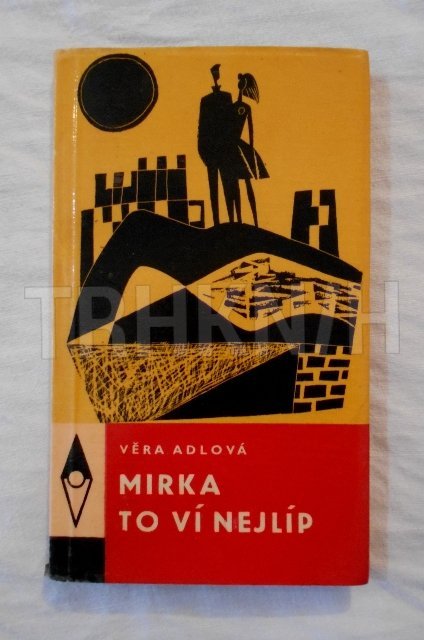 TRHKNIH
VĚRA ADLOVÁ
MIRKA
TO VÍ NEJLÍP